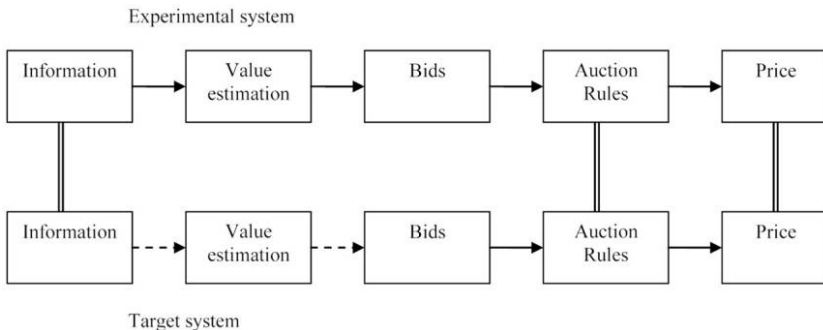 Experimental system
Information
Value
estimation
Bids
Auction
Rules
Price
Information
Value
estimation
Bids
Auction
Rules
Price
Target system